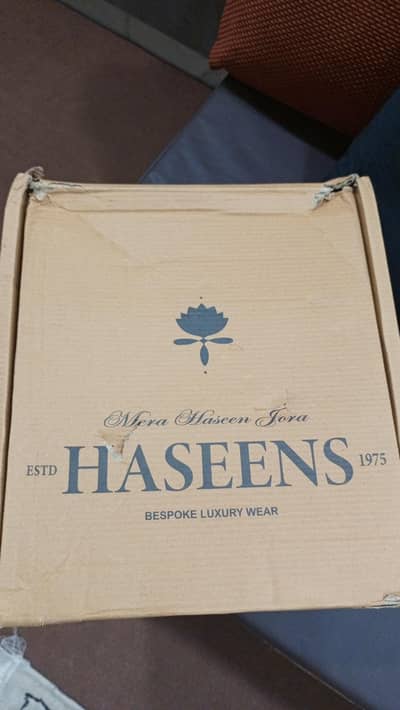 Mera Haseen Jora
ESTD HASEENS 1975
BESPOKE LUXURY WEAR